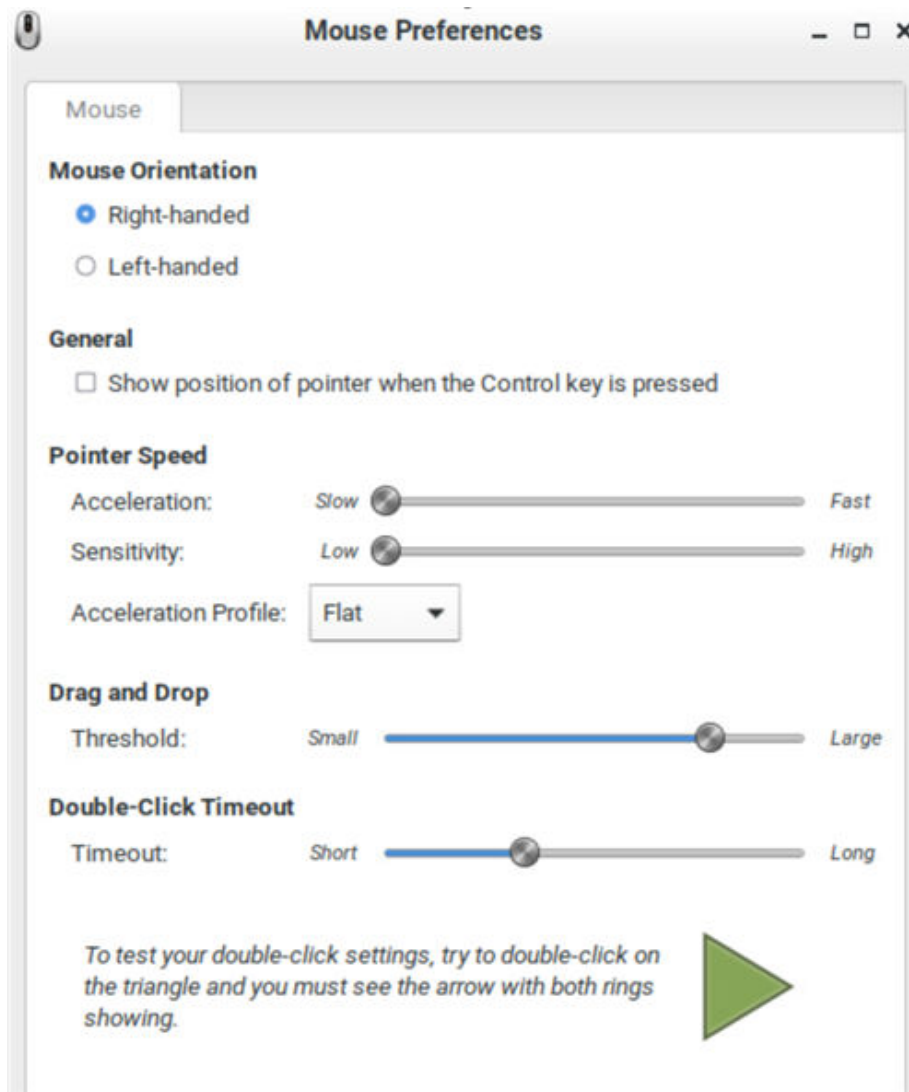 Mouse Preferences
Mouse
Mouse Orientation
Right-handed
Left-handed
General
Show position of pointer when the Control key is pressed
Pointer Speed
Acceleration: Slow Fast
Sensitivity: Low High
Acceleration Profile: Flat
Drag and Drop
Threshold: Small Large
Double-Click Timeout
Timeout: Short Long
To test your double-click settings, try to double-click on
the triangle and you must see the arrow with both rings
showing.